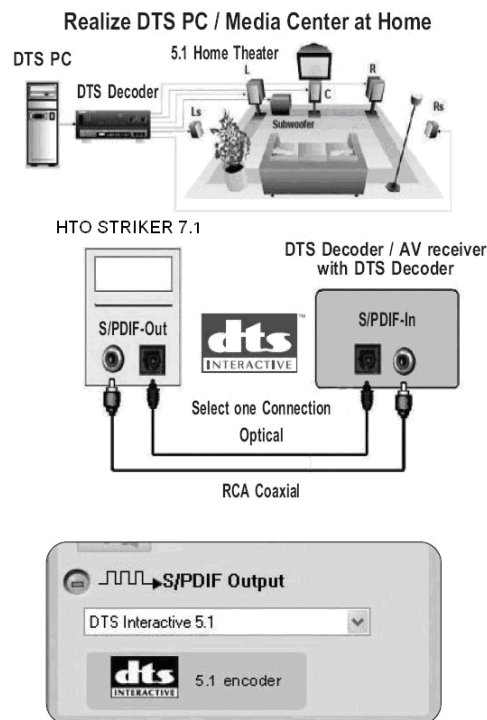 Realize DTS PC / Media Center at Home
5.1 Home Theater
DTS PC
DTS Decoder
L
R
C
Ls
Rs
Subwoofer
HTO STRIKER 7.1
DTS Decoder / AV receiver
with DTS Decoder
S/PDIF-Out
S/PDIF-In
dts
INTERACTIVE
TM
Select one Connection
Optical
RCA Coaxial
S/PDIF Output
DTS Interactive 5.1
dts
INTERACTIVE
5.1 encoder